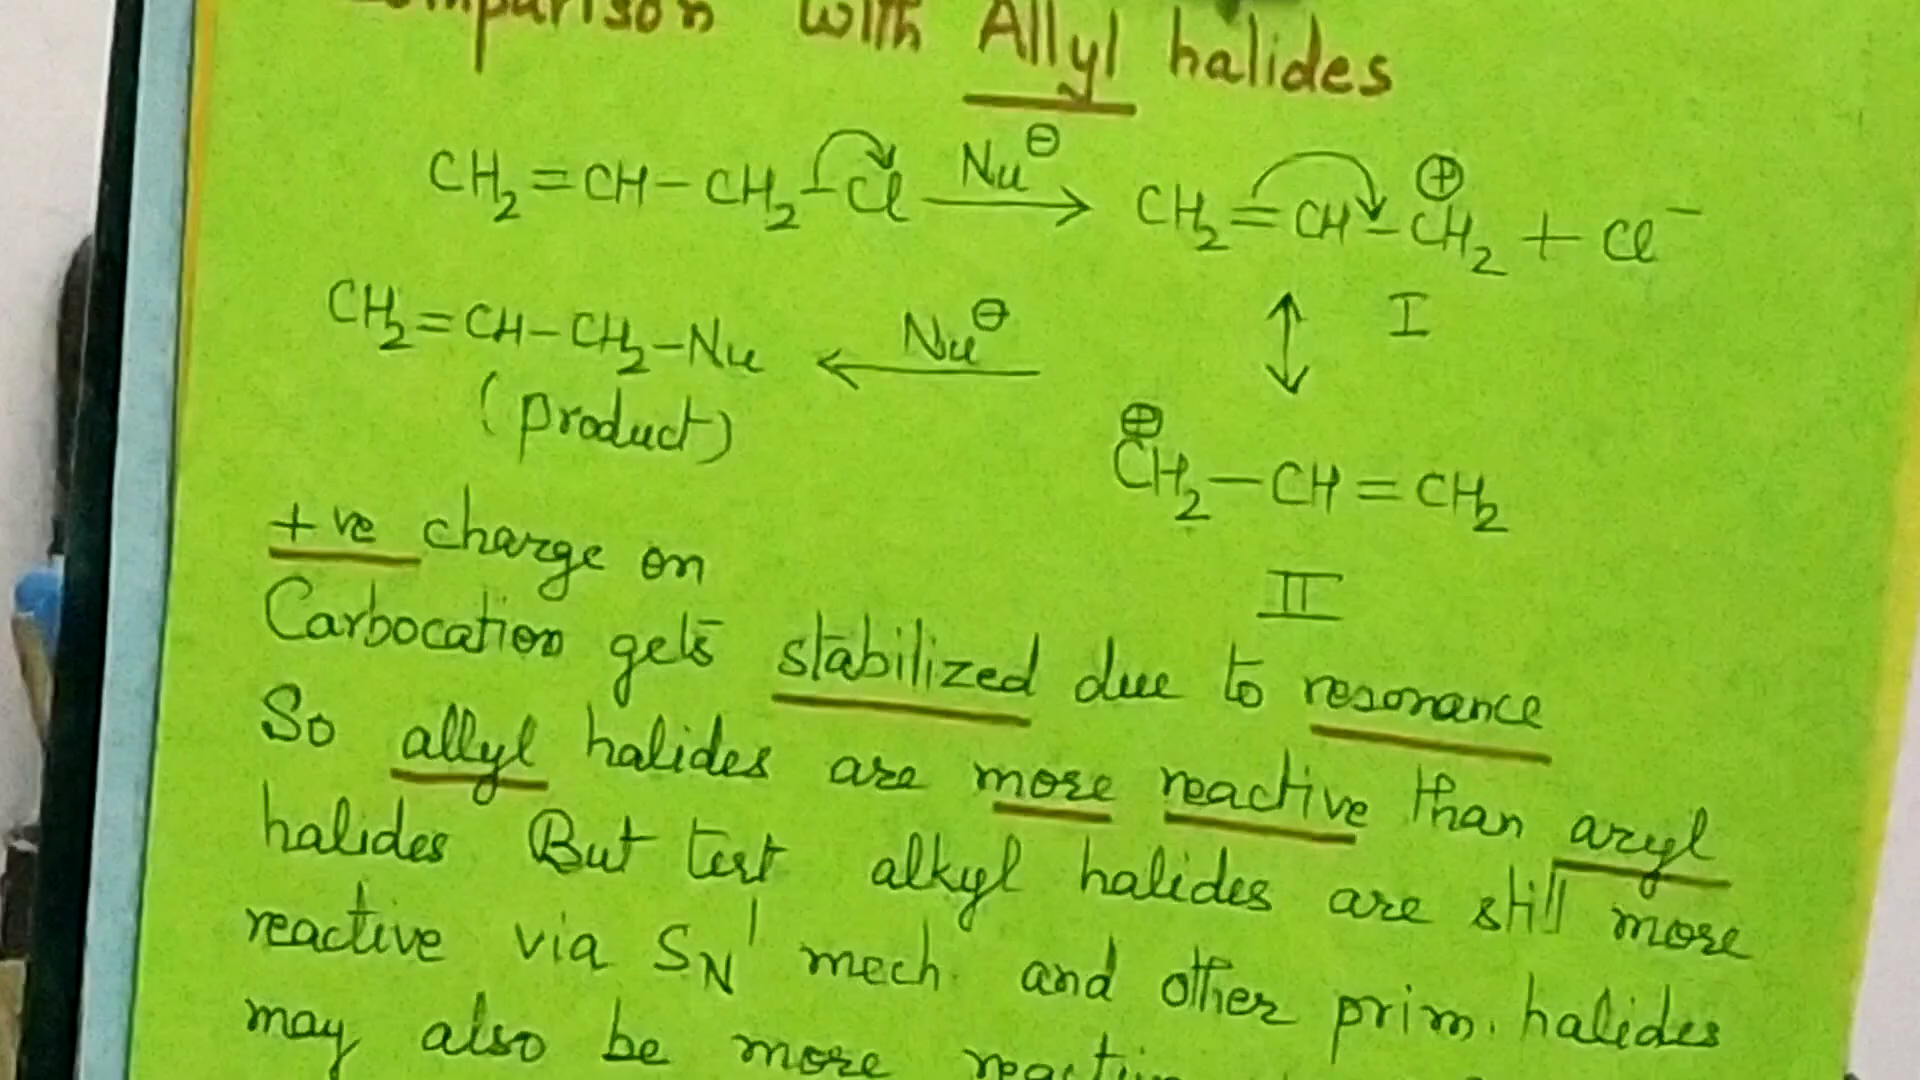 Comparison with Allyl halides
CH₂=CH-CH₂-Cl Nu⊖ → CH₂=CH-CH₂⊕ + Cl⁻
↕ I
CH₂=CH-CH₂-Nu ← Nu⊖
(product)
⊕CH₂-CH=CH₂
II
+ve charge on
Carbocation gets stabilized due to resonance
So allyl halides are more reactive than aryl
halides But tert alkyl halides are still more
reactive via SN¹ mech. and other prim. halides
may also be more